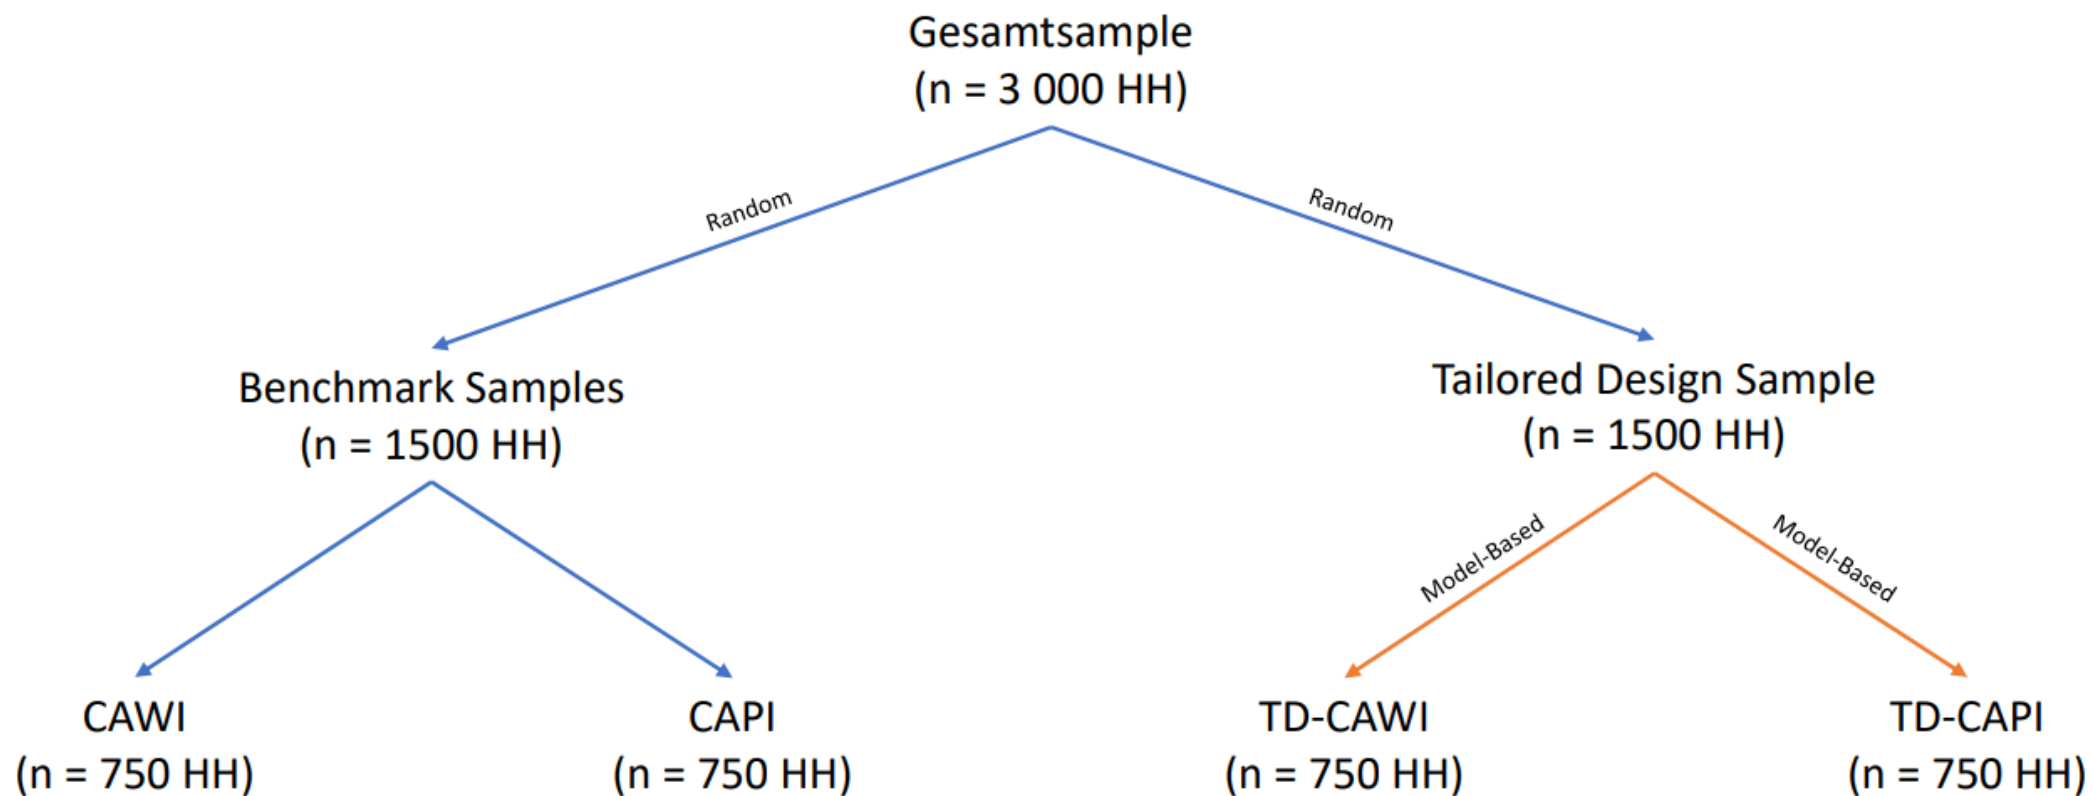 Gesamtsample
(n = 3 000 HH)
Random
Random
Benchmark Samples
(n = 1500 HH)
Tailored Design Sample
(n = 1500 HH)
Model-Based
Model-Based
CAWI
(n = 750 HH)
CAPI
(n = 750 HH)
TD-CAWI
(n = 750 HH)
TD-CAPI
(n = 750 HH)